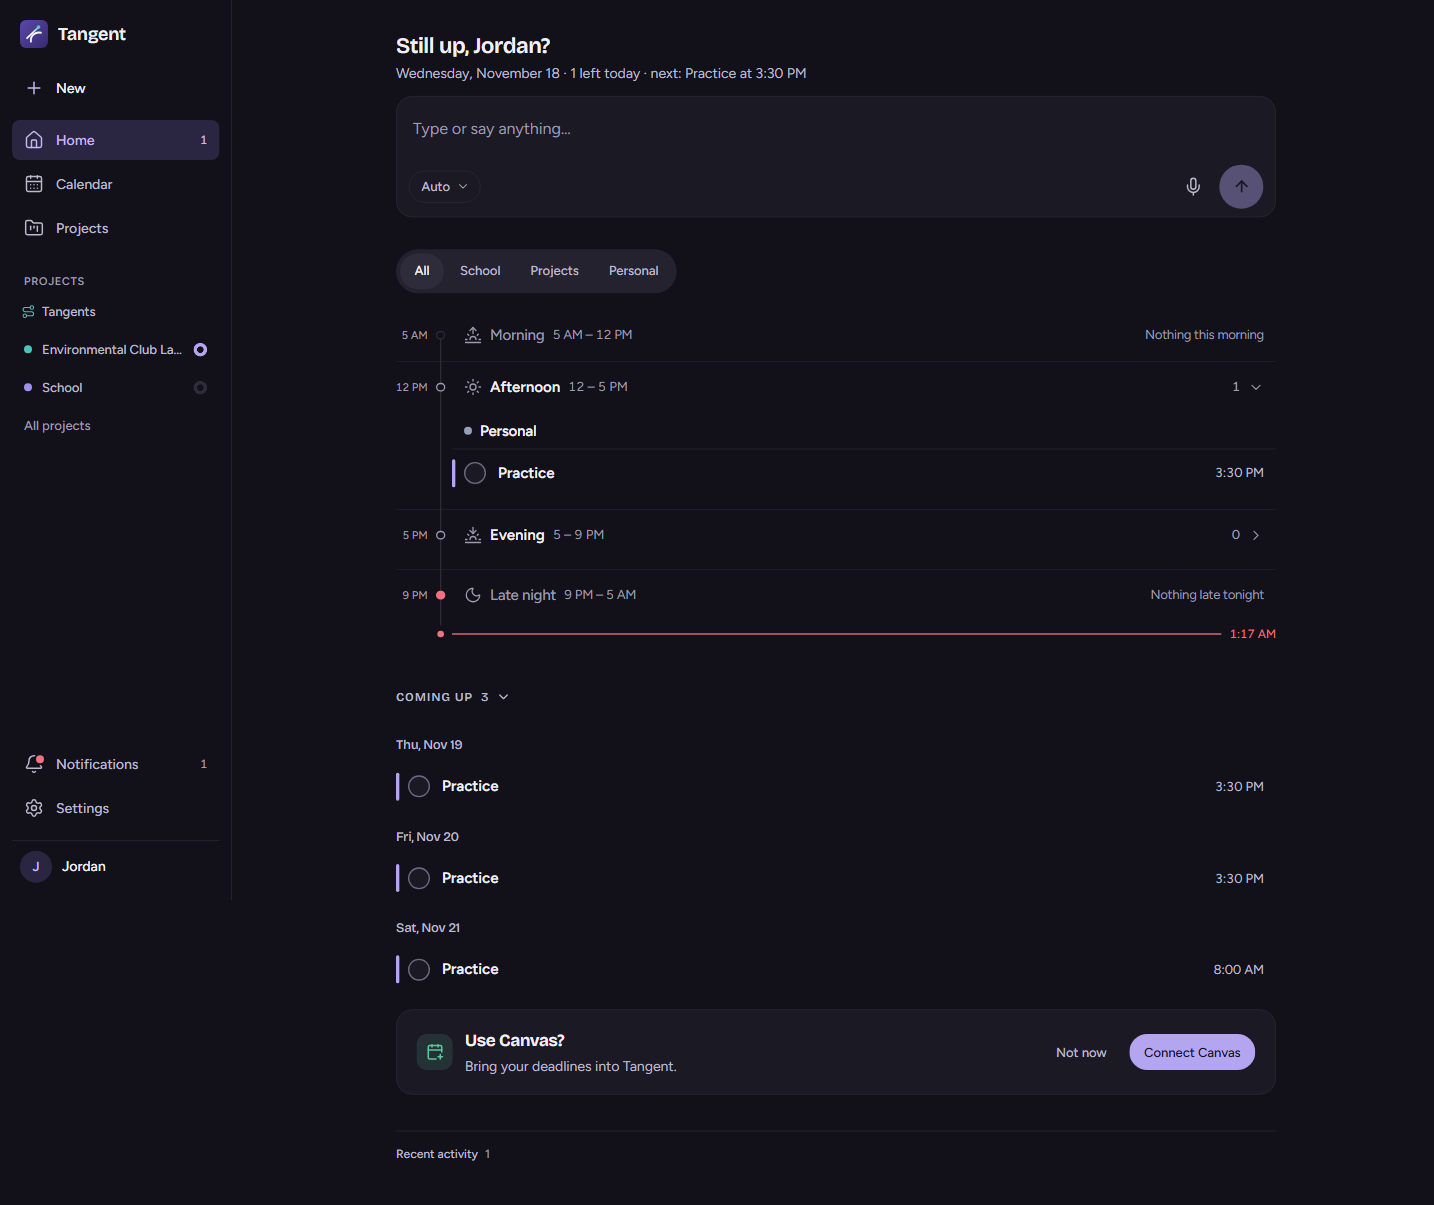 Tangent
New
Home 1
Calendar
Projects
PROJECTS
Tangents
Environmental Club La...
School
All projects
Notifications 1
Settings
J Jordan
Still up, Jordan?
Wednesday, November 18 · 1 left today · next: Practice at 3:30 PM
Type or say anything...
Auto
All School Projects Personal
5 AM Morning 5 AM – 12 PM Nothing this morning
12 PM Afternoon 12 – 5 PM 1
Personal
Practice 3:30 PM
5 PM Evening 5 – 9 PM 0
9 PM Late night 9 PM – 5 AM Nothing late tonight
1:17 AM
COMING UP 3
Thu, Nov 19
Practice 3:30 PM
Fri, Nov 20
Practice 3:30 PM
Sat, Nov 21
Practice 8:00 AM
Use Canvas?
Bring your deadlines into Tangent.
Not now Connect Canvas
Recent activity 1